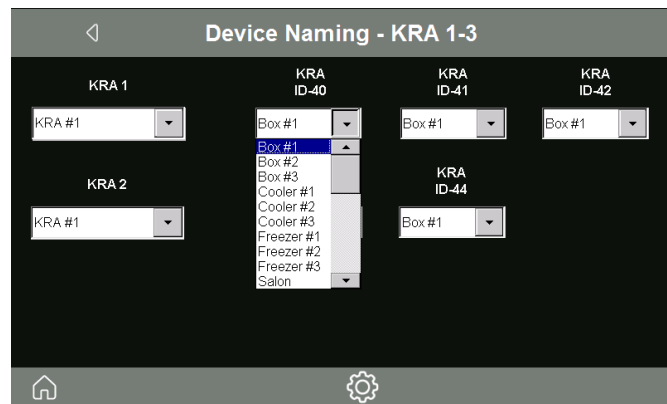 Device Naming - KRA 1-3
KRA 1
KRA
ID-40
KRA
ID-41
KRA
ID-42
KRA #1
Box #1
Box #1
Box #1
Box #1
Box #2
Box #3
Cooler #1
Cooler #2
Cooler #3
Freezer #1
Freezer #2
Freezer #3
Salon
KRA 2
KRA
ID-44
KRA #1
Box #1